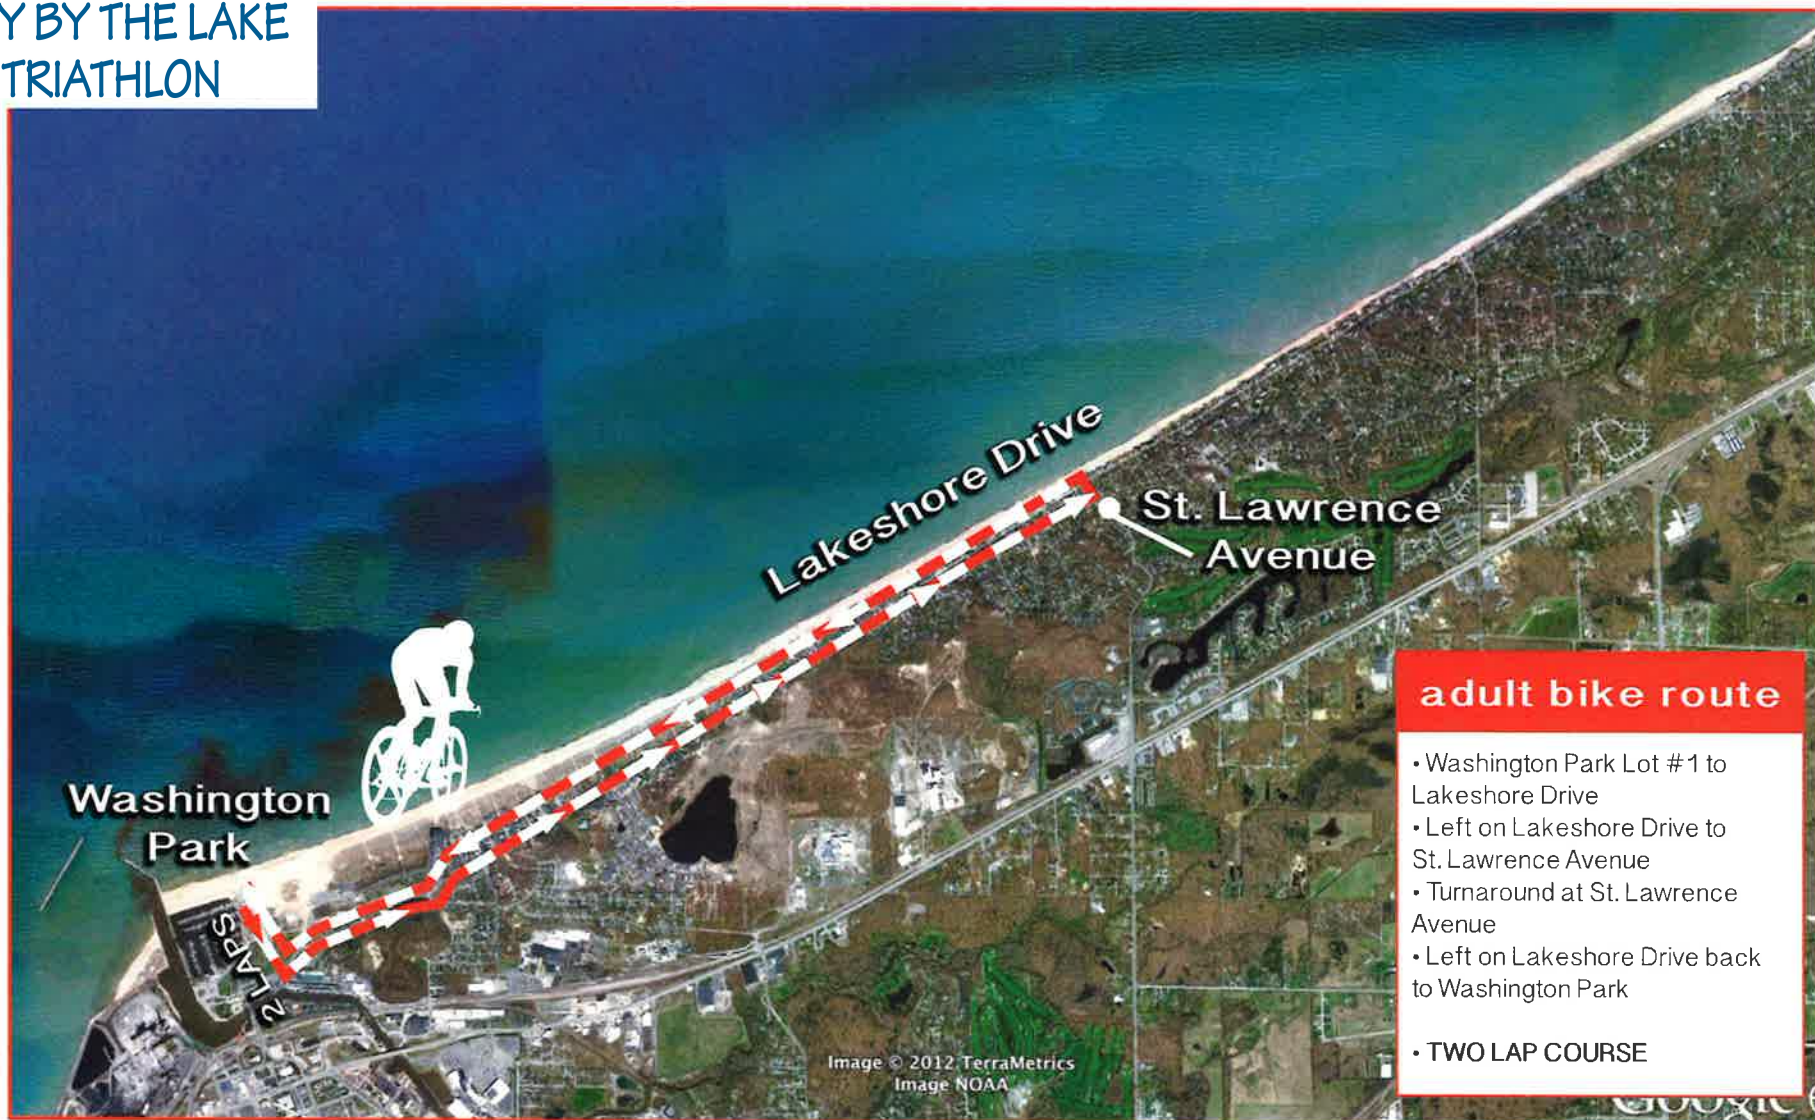 Y BY THE LAKE
TRIATHLON
Lakeshore Drive
St. Lawrence
Avenue
Washington
Park
2 LAPS
adult bike route
• Washington Park Lot #1 to
Lakeshore Drive
• Left on Lakeshore Drive to
St. Lawrence Avenue
• Turnaround at St. Lawrence
Avenue
• Left on Lakeshore Drive back
to Washington Park
• TWO LAP COURSE
Image © 2012 TerraMetrics
Image NOAA
Google